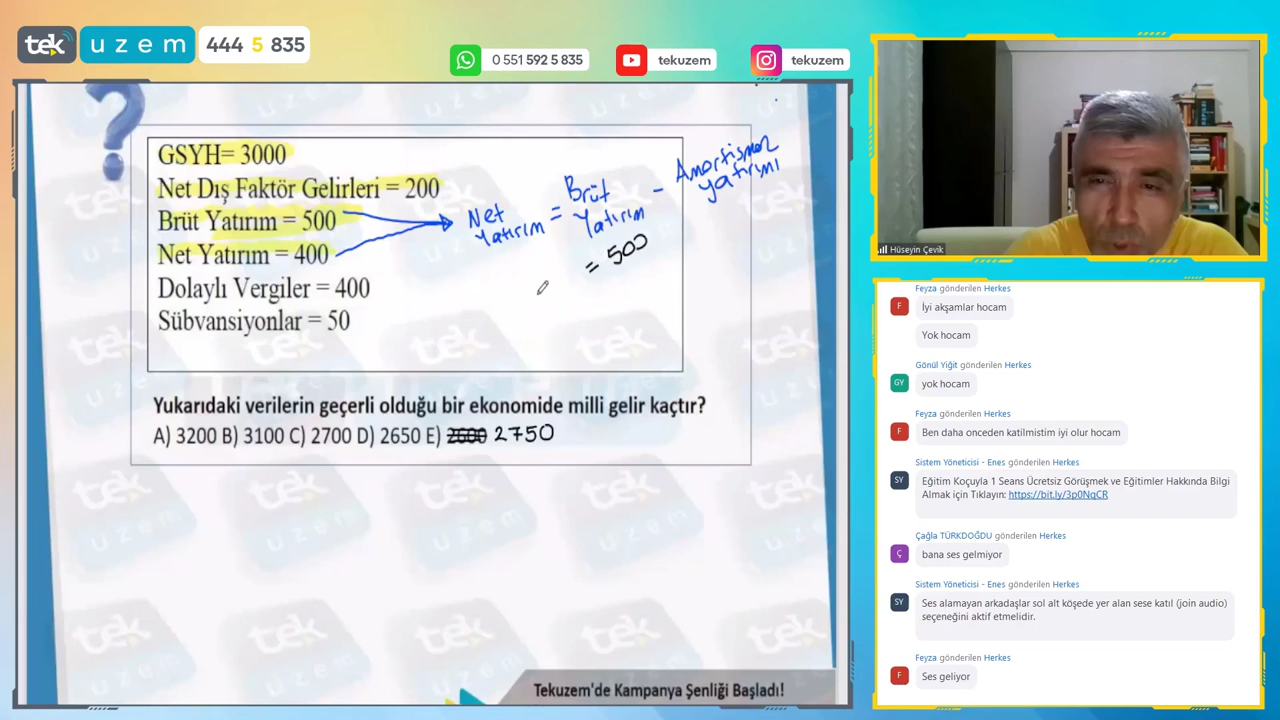 tek uzem 444 5 835
0 551 592 5 835 tekuzem tekuzem
GSYH= 3000
Net Dış Faktör Gelirleri = 200
Brüt Yatırım = 500
Net Yatırım = 400
Dolaylı Vergiler = 400
Sübvansiyonlar = 50
Net Yatırım = Brüt Yatırım - Amortisman yatırımı
= 500
Yukarıdaki verilerin geçerli olduğu bir ekonomide milli gelir kaçtır?
A) 3200 B) 3100 C) 2700 D) 2650 E) 2750
Tekuzem'de Kampanya Şenliği Başladı!
Hüseyin Çevik
Feyza gönderilen Herkes
F
İyi akşamlar hocam
Yok hocam
Gönül Yiğit gönderilen Herkes
GY
yok hocam
Feyza gönderilen Herkes
F
Ben daha onceden katilmistim iyi olur hocam
Sistem Yöneticisi - Enes gönderilen Herkes
SY
Eğitim Koçuyla 1 Seans Ücretsiz Görüşmek ve Eğitimler Hakkında Bilgi
Almak için Tıklayın: https://bit.ly/3p0NqCR
Çağla TÜRKDOĞDU gönderilen Herkes
Ç
bana ses gelmiyor
Sistem Yöneticisi - Enes gönderilen Herkes
SY
Ses alamayan arkadaşlar sol alt köşede yer alan sese katıl (join audio)
seçeneğini aktif etmelidir.
Feyza gönderilen Herkes
F
Ses geliyor